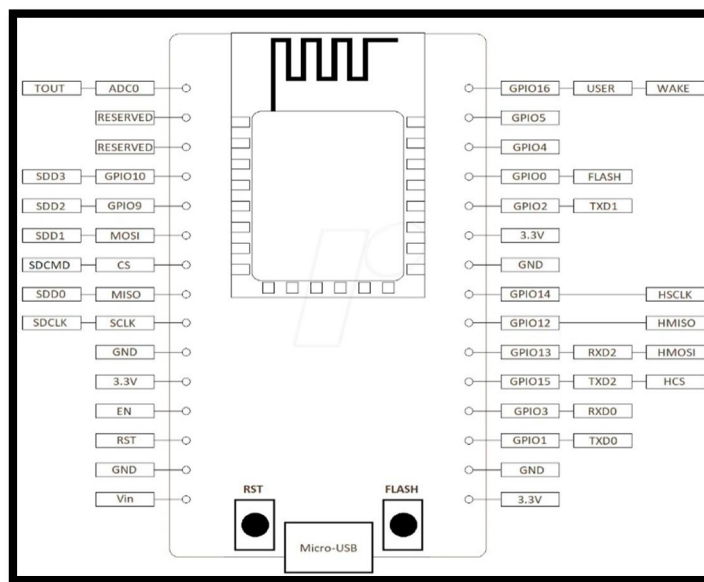 TOUT ADC0 GPIO16 USER WAKE
RESERVED GPIO5
RESERVED GPIO4
SDD3 GPIO10 GPIO0 FLASH
SDD2 GPIO9 GPIO2 TXD1
SDD1 MOSI 3.3V
SDCMD CS GND
SDD0 MISO GPIO14 HSCLK
SDCLK SCLK GPIO12 HMISO
GND GPIO13 RXD2 HMOSI
3.3V GPIO15 TXD2 HCS
EN GPIO3 RXD0
RST GPIO1 TXD0
GND GND
Vin 3.3V
RST FLASH
Micro-USB